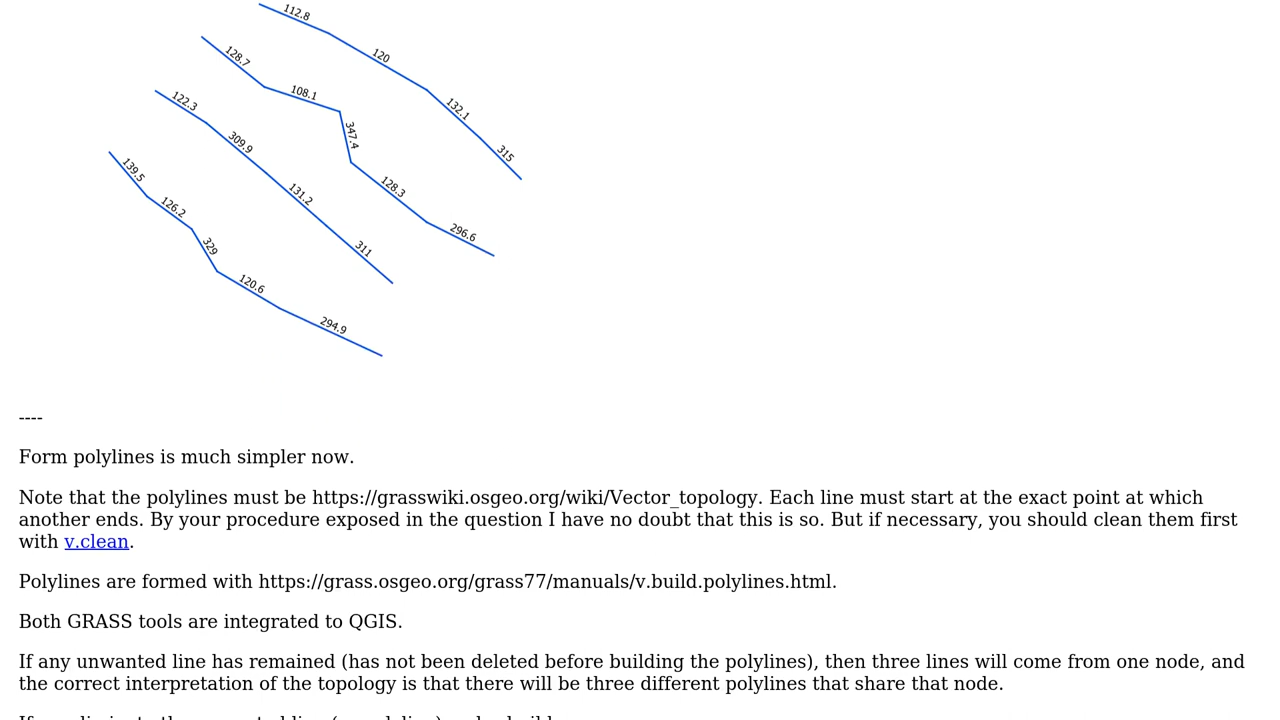 112.8
120
132.1
315
128.7
108.1
347.4
128.3
296.6
122.3
309.9
131.2
311
139.5
126.2
329
120.6
294.9
----
Form polylines is much simpler now.
Note that the polylines must be https://grasswiki.osgeo.org/wiki/Vector_topology. Each line must start at the exact point at which
another ends. By your procedure exposed in the question I have no doubt that this is so. But if necessary, you should clean them first
with v.clean.
Polylines are formed with https://grass.osgeo.org/grass77/manuals/v.build.polylines.html.
Both GRASS tools are integrated to QGIS.
If any unwanted line has remained (has not been deleted before building the polylines), then three lines will come from one node, and
the correct interpretation of the topology is that there will be three different polylines that share that node.